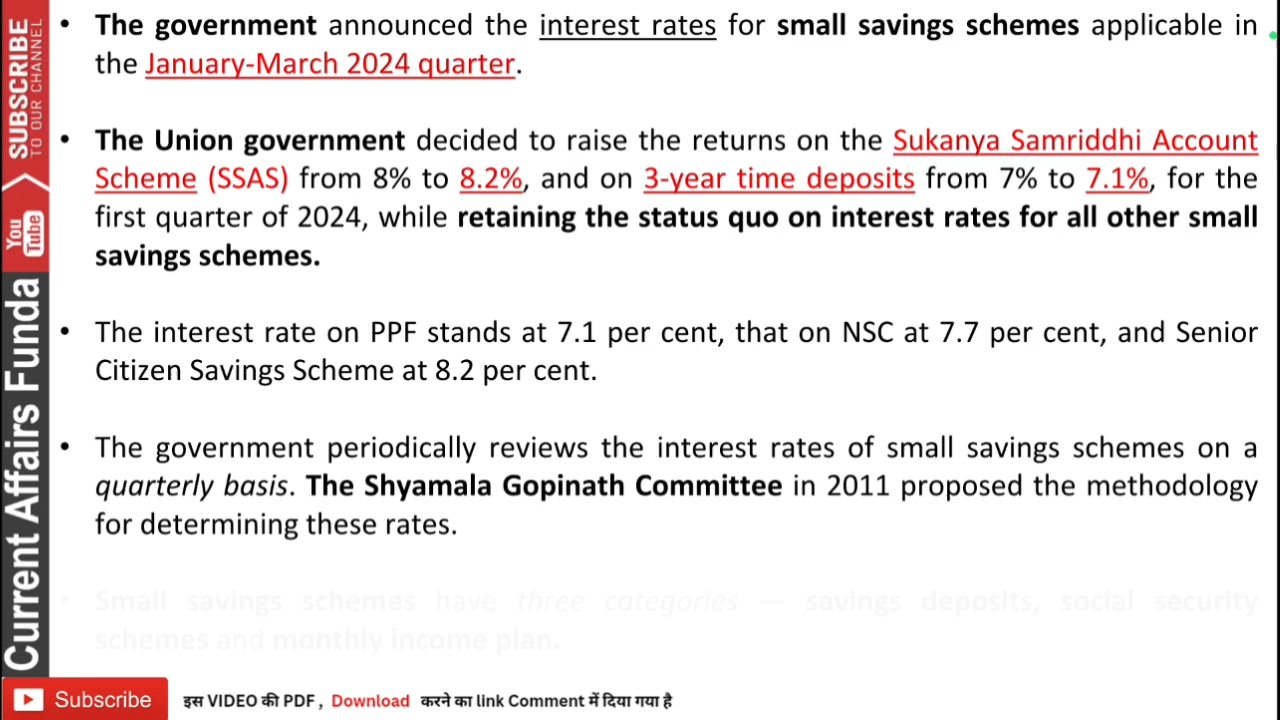 • The government announced the interest rates for small savings schemes applicable in
the January-March 2024 quarter.
• The Union government decided to raise the returns on the Sukanya Samriddhi Account
Scheme (SSAS) from 8% to 8.2%, and on 3-year time deposits from 7% to 7.1%, for the
first quarter of 2024, while retaining the status quo on interest rates for all other small
savings schemes.
• The interest rate on PPF stands at 7.1 per cent, that on NSC at 7.7 per cent, and Senior
Citizen Savings Scheme at 8.2 per cent.
• The government periodically reviews the interest rates of small savings schemes on a
quarterly basis. The Shyamala Gopinath Committee in 2011 proposed the methodology
for determining these rates.
• Small savings schemes have three categories — savings deposits, social security
schemes and monthly income plan.
SUBSCRIBE
TO OUR CHANNEL
You
Tube
Current Affairs Funda
Subscribe
इस VIDEO की PDF , Download करने का link Comment में दिया गया है